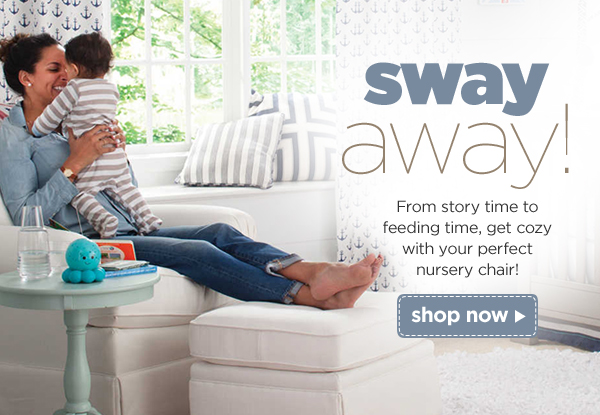 sway
away!
From story time to
feeding time, get cozy
with your perfect
nursery chair!
shop now ▶